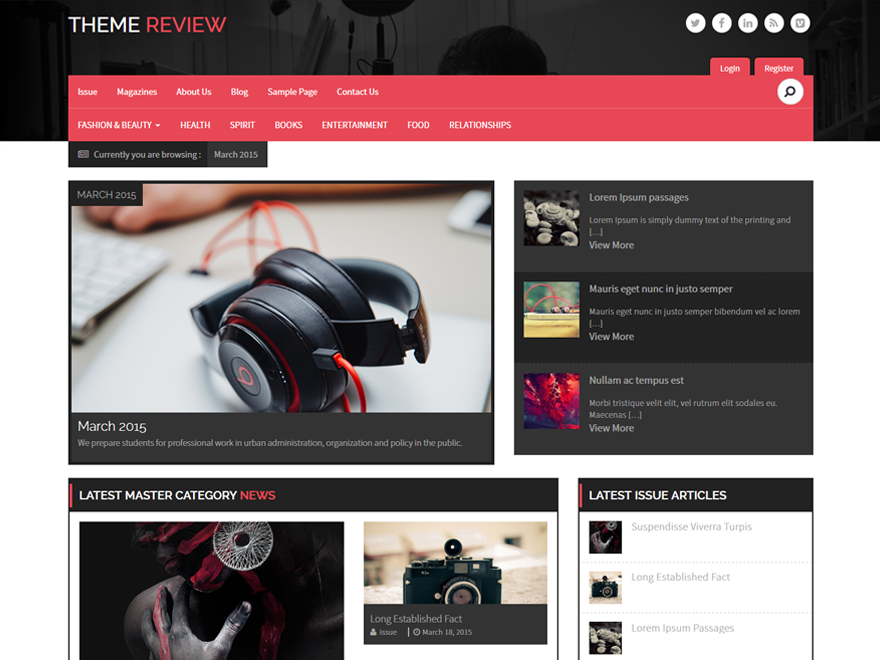 THEME REVIEW
Login Register
Issue Magazines About Us Blog Sample Page Contact Us
FASHION & BEAUTY HEALTH SPIRIT BOOKS ENTERTAINMENT FOOD RELATIONSHIPS
Currently you are browsing : March 2015
MARCH 2015
March 2015
We prepare students for professional work in urban administration, organization and policy in the public.
Lorem Ipsum passages
Lorem Ipsum is simply dummy text of the printing and
[...]
View More
Mauris eget nunc in justo semper
Mauris eget nunc in justo semper bibendum vel ac lorem
[...]
View More
Nullam ac tempus est
Morbi tristique velit elit, vel rutrum elit sodales eu.
Maecenas [...]
View More
LATEST MASTER CATEGORY NEWS
Long Established Fact
Issue | March 18, 2015
LATEST ISSUE ARTICLES
Suspendisse Viverra Turpis
Long Established Fact
Lorem Ipsum Passages